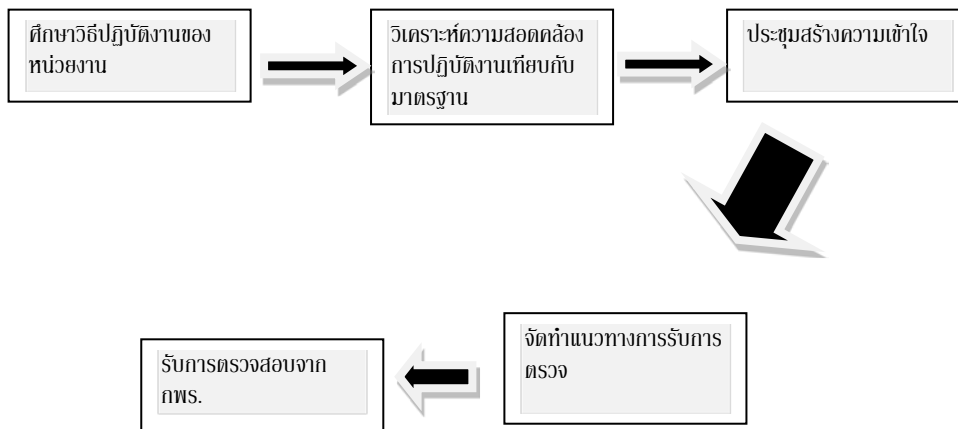 ศึกษาวิธีปฏิบัติงานของ
หน่วยงาน
วิเคราะห์ความสอดคล้อง
การปฏิบัติงานเทียบกับ
มาตรฐาน
ประชุมสร้างความเข้าใจ
จัดทำแนวทางการรับการ
ตรวจ
รับการตรวจสอบจาก
กพร.